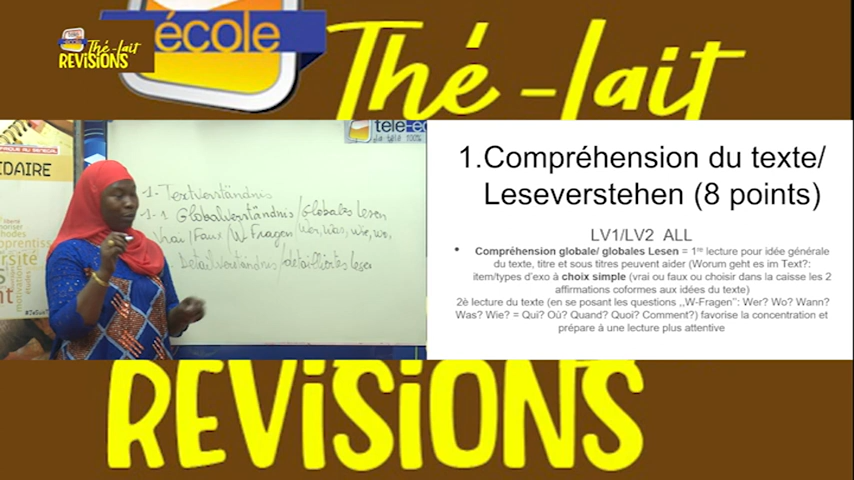 école
Thé-lait
Thé-lait
REViSiONS
télé-éc
IDAIRE
1.Compréhension du texte/
Leseverstehen (8 points)
1. Textverständnis
1.1 Globalverständnis/Globales Lesen
Vrai/Faux/W-Fragen Wer, Was, Wie, Wo,
Detailverständnis/detailliertes lesen
LV1/LV2 ALL
• Compréhension globale/ globales Lesen = 1re lecture pour idée générale
du texte, titre et sous titres peuvent aider (Worum geht es im Text?:
item/types d'exo à choix simple (vrai ou faux ou choisir dans la caisse les 2
affirmations coformes aux idées du texte)
2è lecture du texte (en se posant les questions ,,W-Fragen": Wer? Wo? Wann?
Was? Wie? = Qui? Où? Quand? Quoi? Comment?) favorise la concentration et
prépare à une lecture plus attentive
REViSiONS